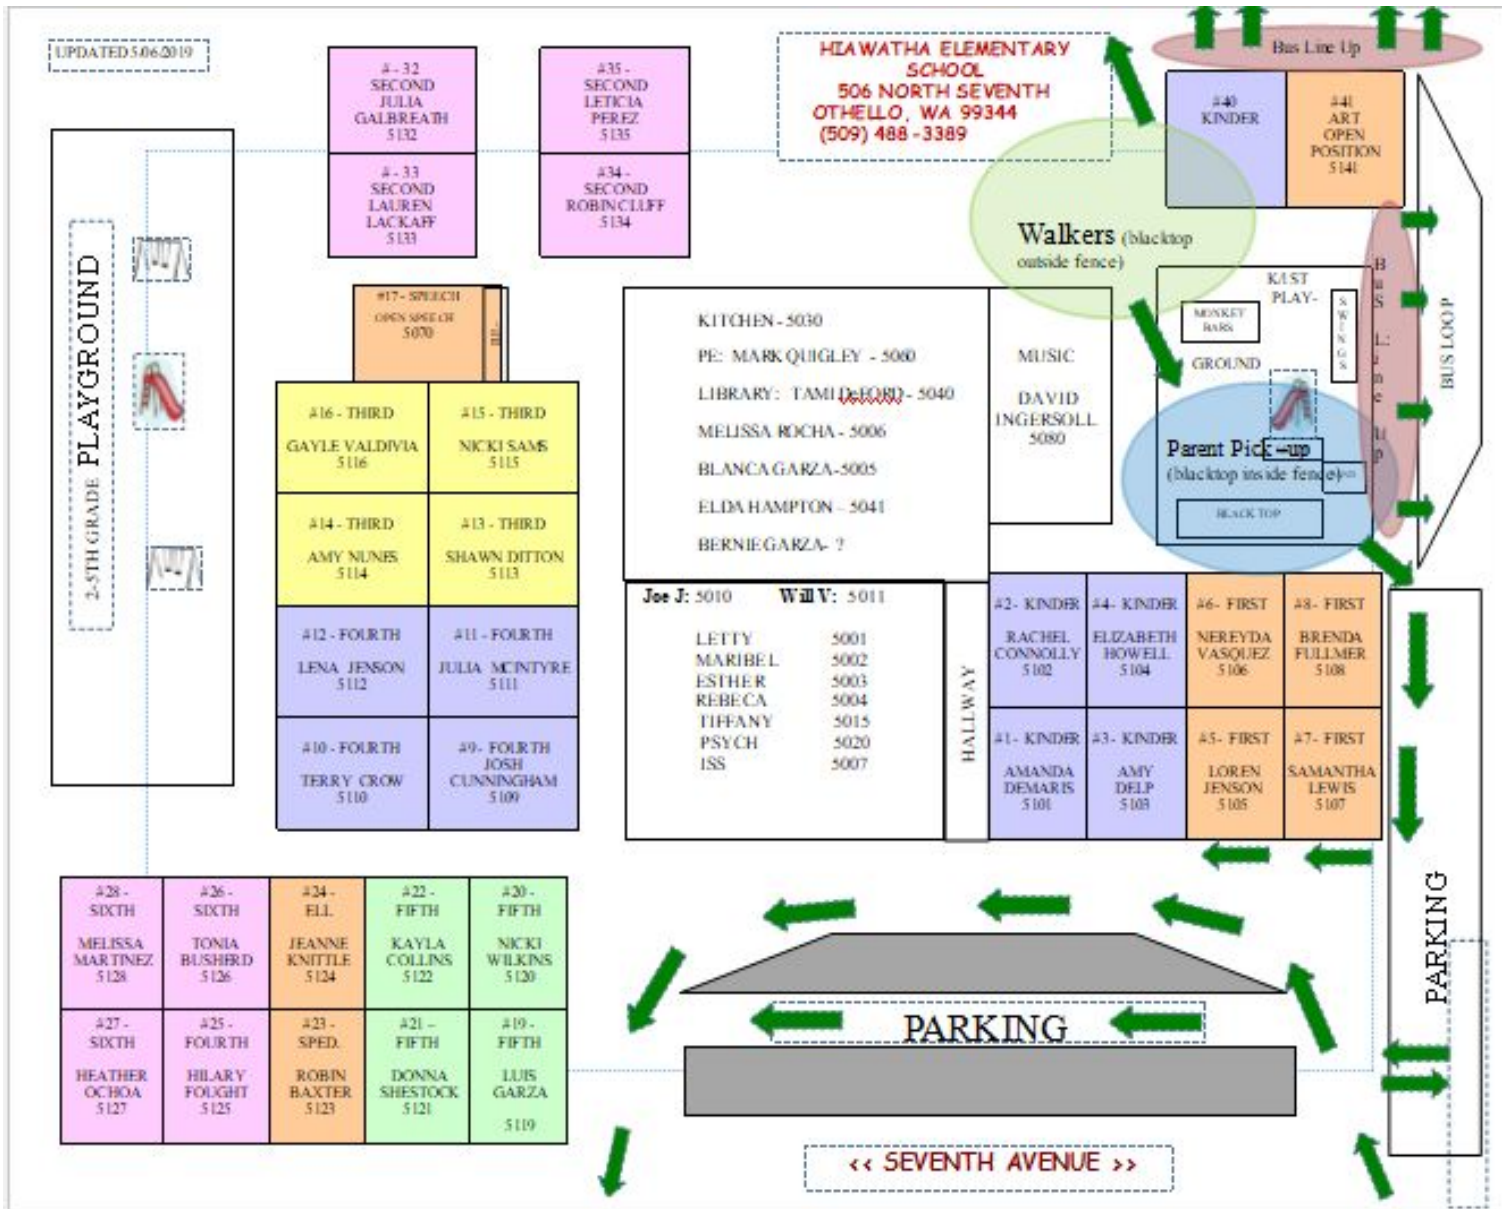 UPDATED 5/06/2019
# - 32
SECOND
JULIA
GALBREATH
5132
#35 -
SECOND
LETICIA
PEREZ
5135
# - 33
SECOND
LAUREN
LACKAFF
5133
#34 -
SECOND
ROBIN CLUFF
5134
HIAWATHA ELEMENTARY
SCHOOL
506 NORTH SEVENTH
OTHELLO, WA 99344
(509) 488-3389
Bus Line Up
#40
KINDER
#41
ART
OPEN
POSITION
5141
Walkers (blacktop
outside fence)
2-5TH GRADE PLAYGROUND
#17 - SPEECH
OPEN SPEECH
5070
#16 - THIRD
GAYLE VALDIVIA
5116
#15 - THIRD
NICKI SAMS
5115
#14 - THIRD
AMY NUNES
5114
#13 - THIRD
SHAWN DITTON
5113
#12 - FOURTH
LENA JENSON
5112
#11 - FOURTH
JULIA MCINTYRE
5111
#10 - FOURTH
TERRY CROW
5110
#9- FOURTH
JOSH
CUNNINGHAM
5109
KITCHEN - 5030
PE: MARK QUIGLEY - 5060
LIBRARY: TAMI DeFORD - 5040
MELISSA ROCHA - 5006
BLANCA GARZA-5005
ELDA HAMPTON - 5041
BERNIE GARZA- ?
MUSIC
DAVID
INGERSOLL
5080
K/1ST
PLAY-
GROUND
MONKEY
BARS
SWINGS
Bus Line Up
BUS LOOP
Parent Pick -up
(blacktop inside fence)
BLACK TOP
Joe J: 5010 Will V: 5011
LETTY 5001
MARIBEL 5002
ESTHER 5003
REBECA 5004
TIFFANY 5015
PSYCH 5020
ISS 5007
HALLWAY
#2- KINDER
RACHEL
CONNOLLY
5102
#4- KINDER
ELIZABETH
HOWELL
5104
#6- FIRST
NEREYDA
VASQUEZ
5106
#8- FIRST
BRENDA
FULLMER
5108
#1- KINDER
AMANDA
DEMARIS
5101
#3- KINDER
AMY
DELP
5103
#5- FIRST
LOREN
JENSON
5105
#7- FIRST
SAMANTHA
LEWIS
5107
PARKING
#28 -
SIXTH
MELISSA
MARTINEZ
5128
#26 -
SIXTH
TONIA
BUSHERD
5126
#24 -
ELL
JEANNE
KNITTLE
5124
#22 -
FIFTH
KAYLA
COLLINS
5122
#20 -
FIFTH
NICKI
WILKINS
5120
#27 -
SIXTH
HEATHER
OCHOA
5127
#25 -
FOURTH
HILARY
FOUGHT
5125
#23 -
SPED.
ROBIN
BAXTER
5123
#21 –
FIFTH
DONNA
SHESTOCK
5121
#19 -
FIFTH
LUIS
GARZA
5119
PARKING
<< SEVENTH AVENUE >>